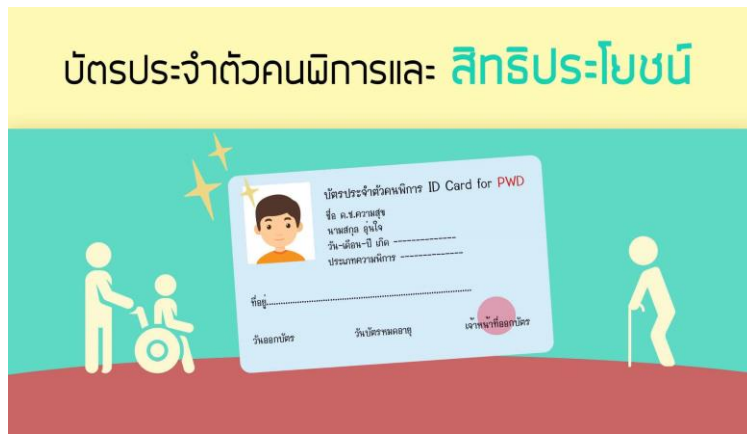 บัตรประจำตัวคนพิการและ สิทธิประโยชน์
บัตรประจำตัวคนพิการ ID Card for PWD
ชื่อ ด.ช.ความสุข
นามสกุล อุ่นใจ
วัน-เดือน-ปี เกิด --------------
ประเภทความพิการ --------------
ที่อยู่............................................................
วันออกบัตร วันบัตรหมดอายุ เจ้าหน้าที่ออกบัตร